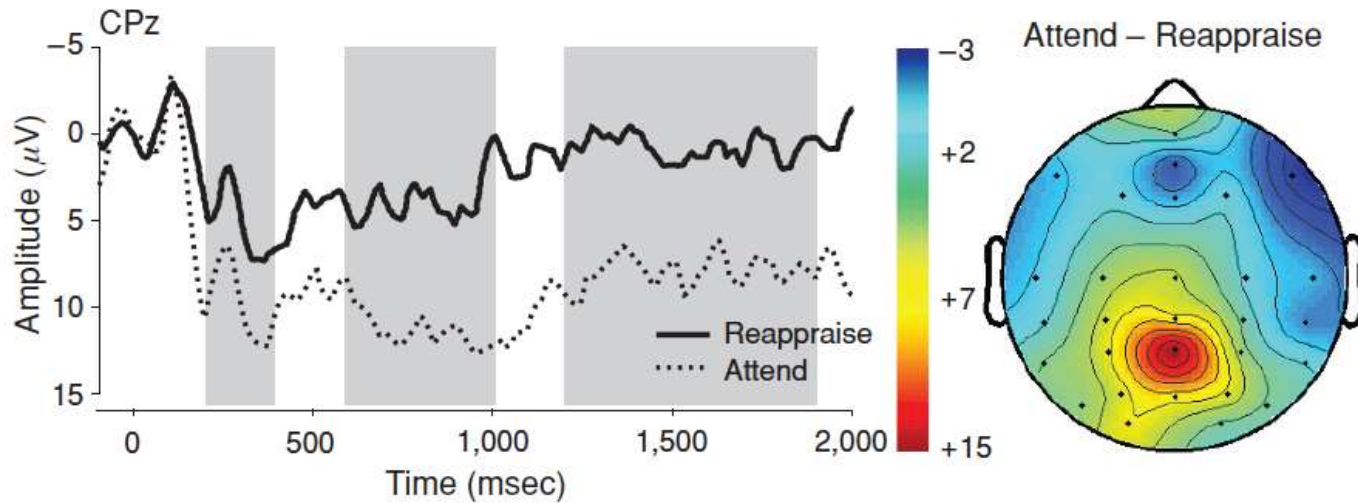 CPz
−5
0
5
10
15
Amplitude (µV)
0
500
1,000
1,500
2,000
Time (msec)
Reappraise
Attend
−3
+2
+7
+15
Attend – Reappraise